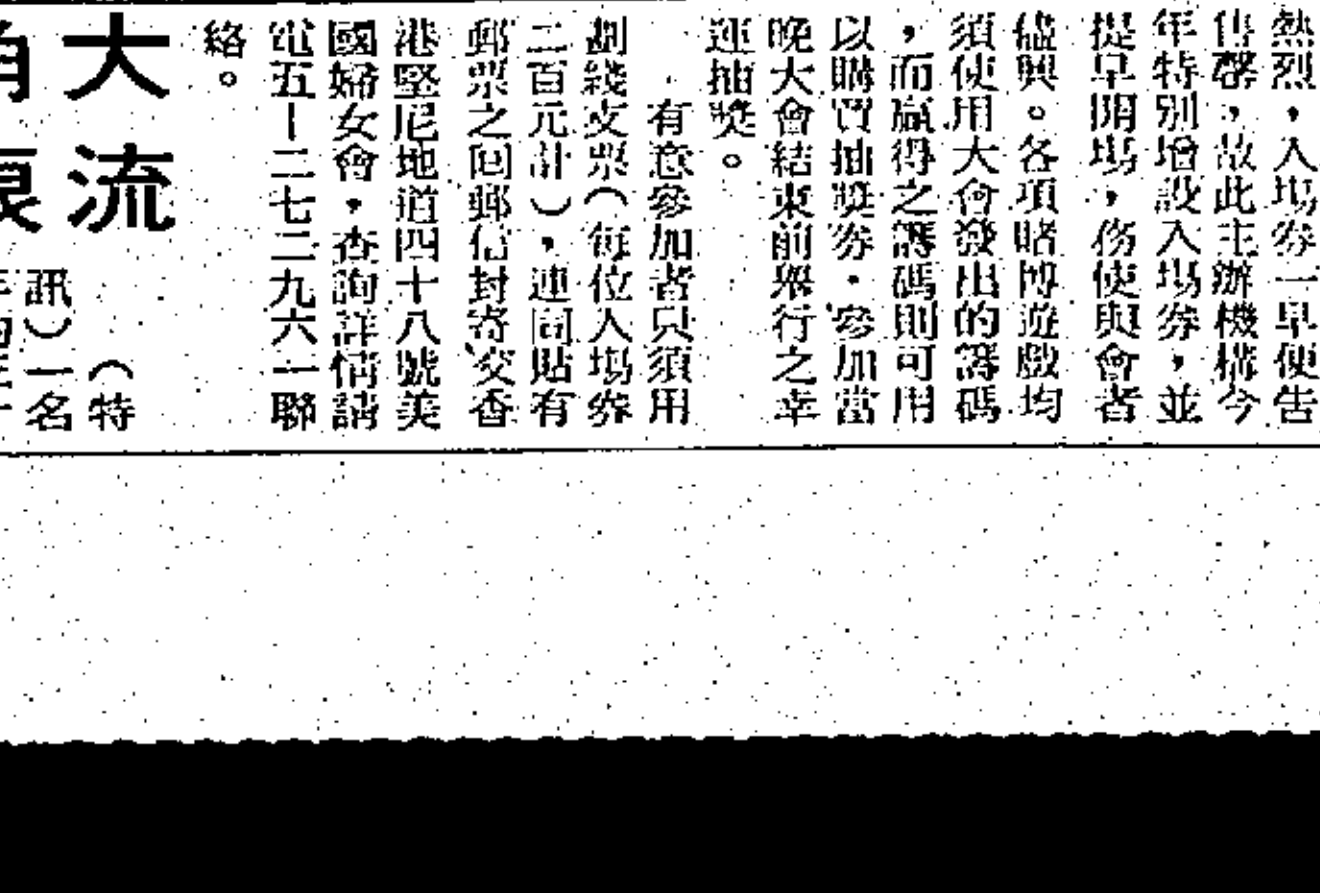 熱烈，入場券一早便告
售罄，故此主辦機構今
年特別增設入場券，並
提早開場，務使與會者
儘興。各項賭博遊戲均
須使用大會發出的籌碼
，而贏得之籌碼則可用
以購買抽獎券，參加當
晚大會結束前舉行之幸
運抽獎。
有意參加者只須用
劃綫支票（每位入場券
二百元計），連同貼有
郵票之回郵信封寄交香
港堅尼地道四十八號美
國婦女會，查詢詳情請
電五－二七二九六一聯
絡。
大流
（特
訊）一名